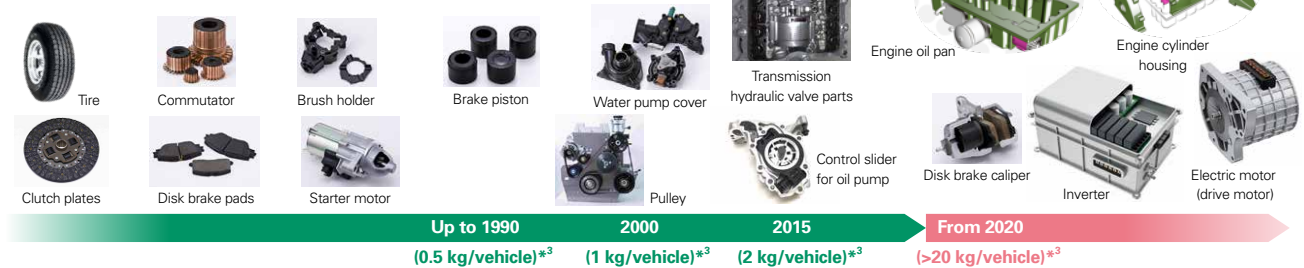 Tire
Commutator
Brush holder
Brake piston
Water pump cover
Transmission
hydraulic valve parts
Engine oil pan
Engine cylinder
housing
Clutch plates
Disk brake pads
Starter motor
Pulley
Control slider
for oil pump
Disk brake caliper
Inverter
Electric motor
(drive motor)
Up to 1990
2000
2015
From 2020
(0.5 kg/vehicle)*3
(1 kg/vehicle)*3
(2 kg/vehicle)*3
(>20 kg/vehicle)*3